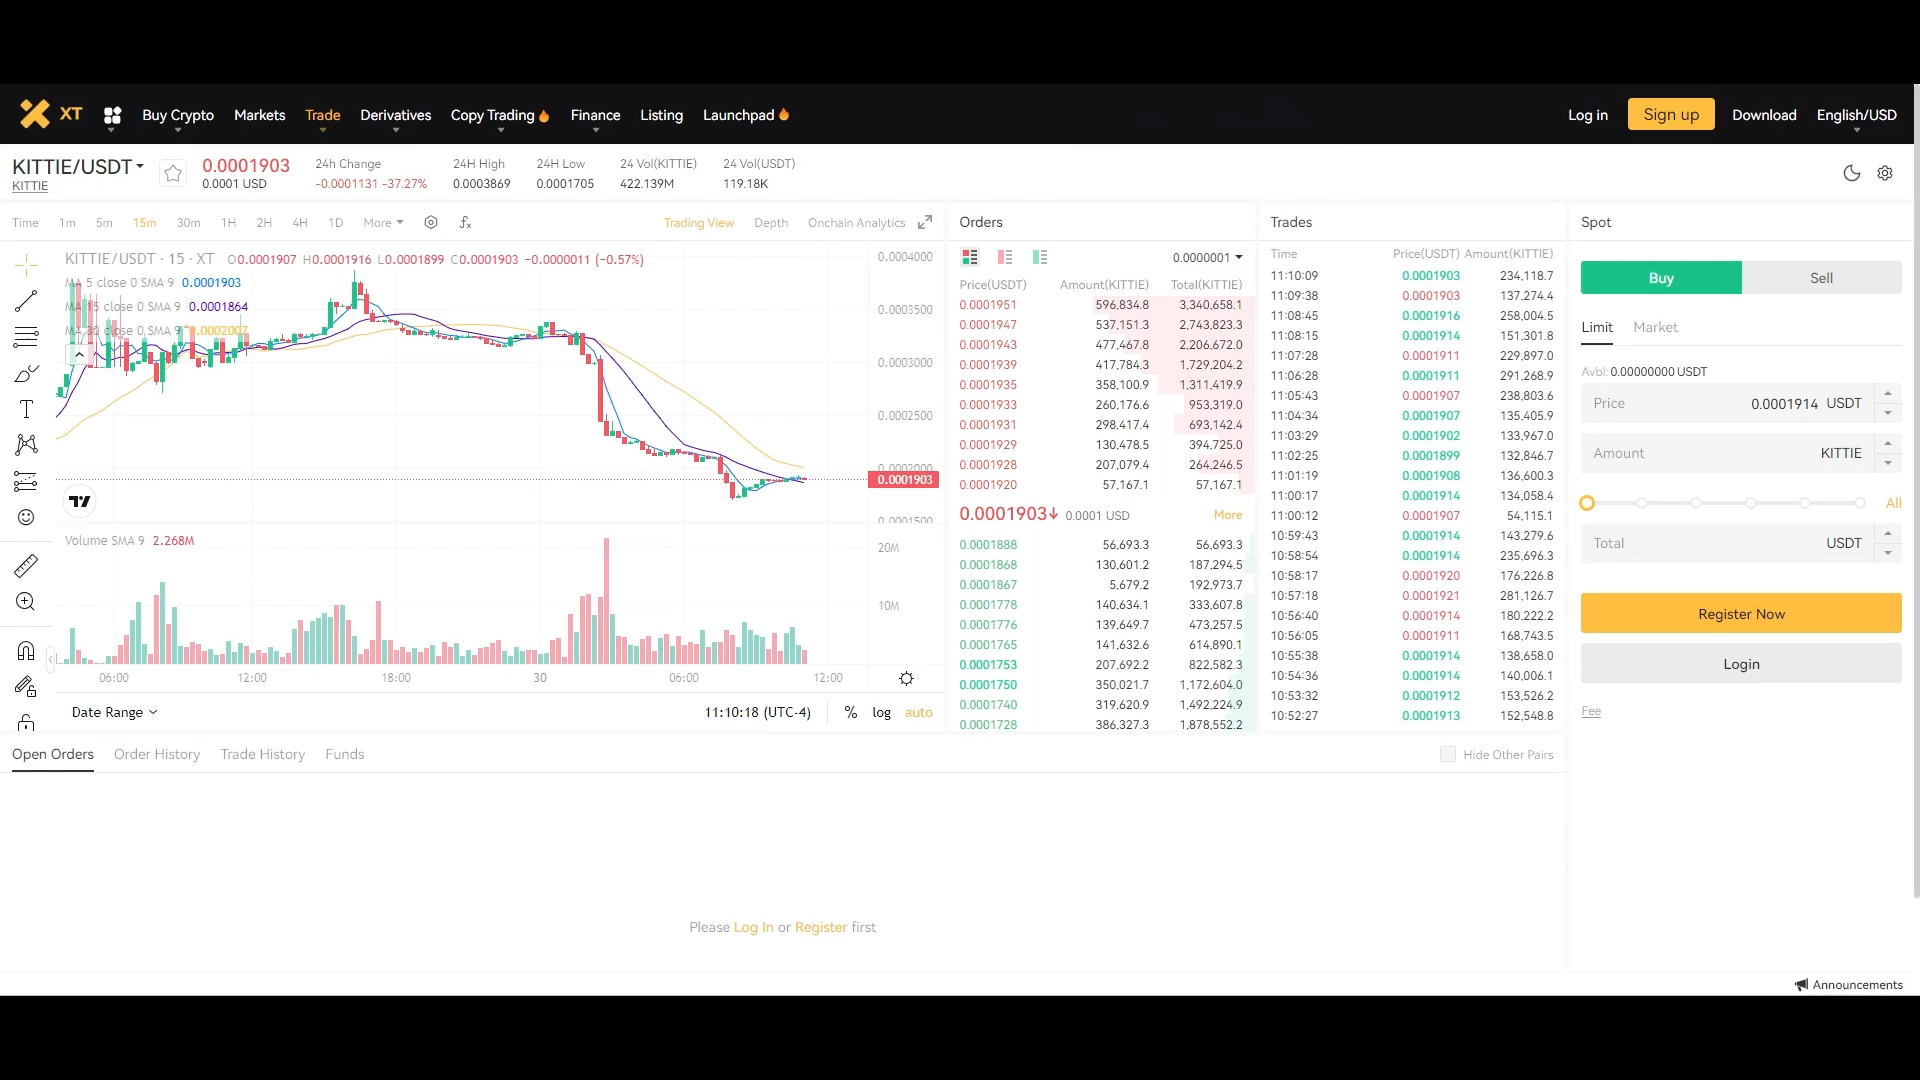 XT Buy Crypto Markets Trade Derivatives Copy Trading Finance Listing Launchpad Log in Sign up Download English/USD
KITTIE/USDT 0.0001903 24h Change 24H High 24H Low 24 Vol(KITTIE) 24 Vol(USDT)
KITTIE 0.0001 USD -0.0001131 -37.27% 0.0003869 0.0001705 422.139M 119.18K
Time 1m 5m 15m 30m 1H 2H 4H 1D More Trading View Depth Onchain Analytics
KITTIE/USDT · 15 · XT O0.0001907 H0.0001916 L0.0001899 C0.0001903 −0.0000011 (−0.57%)
MA 5 close 0 SMA 9 0.0001903
MA 15 close 0 SMA 9 0.0001864
MA 30 close 0 SMA 9 0.0002007
0.0004000
0.0003500
0.0003000
0.0002500
0.0002000
0.0001903
0.0001500
Volume SMA 9 2.268M
20M
10M
06:00 12:00 18:00 30 06:00 12:00
Date Range 11:10:18 (UTC-4) % log auto
Orders
0.0000001
Price(USDT) Amount(KITTIE) Total(KITTIE)
0.0001951 596,834.8 3,340,658.1
0.0001947 537,151.3 2,743,823.3
0.0001943 477,467.8 2,206,672.0
0.0001939 417,784.3 1,729,204.2
0.0001935 358,100.9 1,311,419.9
0.0001933 260,176.6 953,319.0
0.0001931 298,417.4 693,142.4
0.0001929 130,478.5 394,725.0
0.0001928 207,079.4 264,246.5
0.0001920 57,167.1 57,167.1
0.0001903↓ 0.0001 USD More
0.0001888 56,693.3 56,693.3
0.0001868 130,601.2 187,294.5
0.0001867 5,679.2 192,973.7
0.0001778 140,634.1 333,607.8
0.0001776 139,649.7 473,257.5
0.0001765 141,632.6 614,890.1
0.0001753 207,692.2 822,582.3
0.0001750 350,021.7 1,172,604.0
0.0001740 319,620.9 1,492,224.9
0.0001728 386,327.3 1,878,552.2
Trades
Time Price(USDT) Amount(KITTIE)
11:10:09 0.0001903 234,118.7
11:09:38 0.0001903 137,274.4
11:08:45 0.0001916 258,004.5
11:08:15 0.0001914 151,301.8
11:07:28 0.0001911 229,897.0
11:06:28 0.0001911 291,268.9
11:05:43 0.0001907 238,803.6
11:04:34 0.0001907 135,405.9
11:03:29 0.0001902 133,967.0
11:02:25 0.0001899 132,846.7
11:01:19 0.0001908 136,600.3
11:00:17 0.0001914 134,058.4
11:00:12 0.0001907 54,115.1
10:59:43 0.0001914 143,279.6
10:58:54 0.0001914 235,696.3
10:58:17 0.0001920 176,226.8
10:57:18 0.0001921 281,126.7
10:56:40 0.0001914 180,222.2
10:56:05 0.0001911 168,743.5
10:55:38 0.0001914 138,658.0
10:54:36 0.0001914 140,006.1
10:53:32 0.0001912 153,526.2
10:52:27 0.0001913 152,548.8
Spot
Buy Sell
Limit Market
Avbl: 0.00000000 USDT
Price 0.0001914 USDT
Amount KITTIE
All
Total USDT
Register Now
Login
Fee
Open Orders Order History Trade History Funds Hide Other Pairs
Please Log In or Register first
Announcements